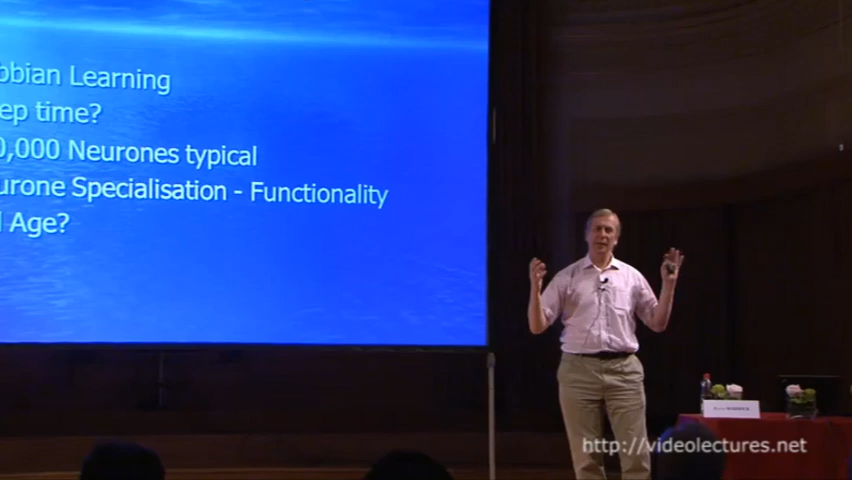 bbian Learning
ep time?
0,000 Neurones typical
urone Specialisation - Functionality
l Age?
http://videolectures.net